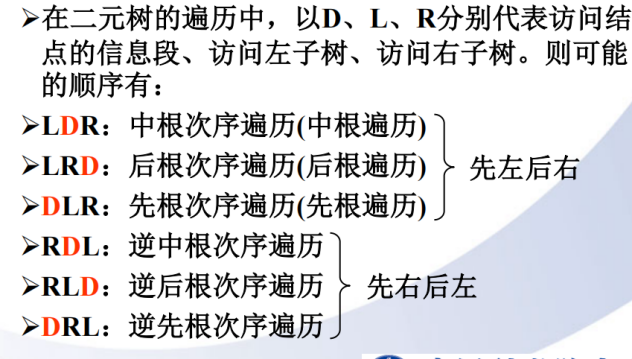 ➢在二元树的遍历中，以D、L、R分别代表访问结
点的信息段、访问左子树、访问右子树。则可能
的顺序有：
➢LDR：中根次序遍历(中根遍历)
➢LRD：后根次序遍历(后根遍历) 先左后右
➢DLR：先根次序遍历(先根遍历)
➢RDL：逆中根次序遍历
➢RLD：逆后根次序遍历 先右后左
➢DRL：逆先根次序遍历